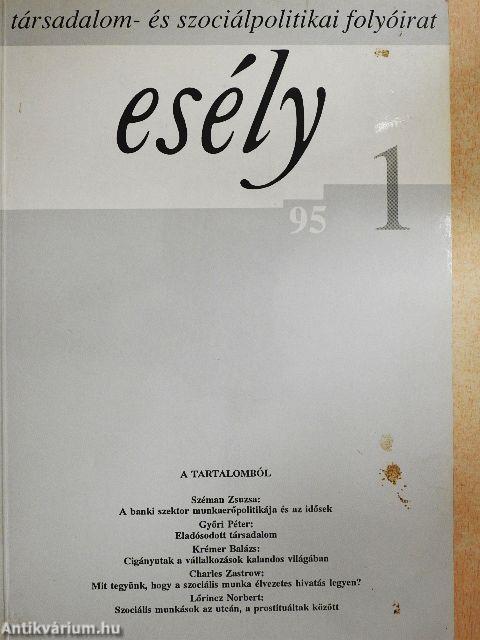 társadalom- és szociálpolitikai folyóirat
esély
95 1
A TARTALOMBÓL
Széman Zsuzsa:
A banki szektor munkaerőpolitikája és az idősek
Győri Péter:
Eladósodott társadalom
Krémer Balázs:
Cigányutak a vállalkozások kalandos világában
Charles Zastrow:
Mit tegyünk, hogy a szociális munka élvezetes hivatás legyen?
Lőrincz Norbert:
Szociális munkások az utcán, a prostituáltak között
Antikvárium.hu